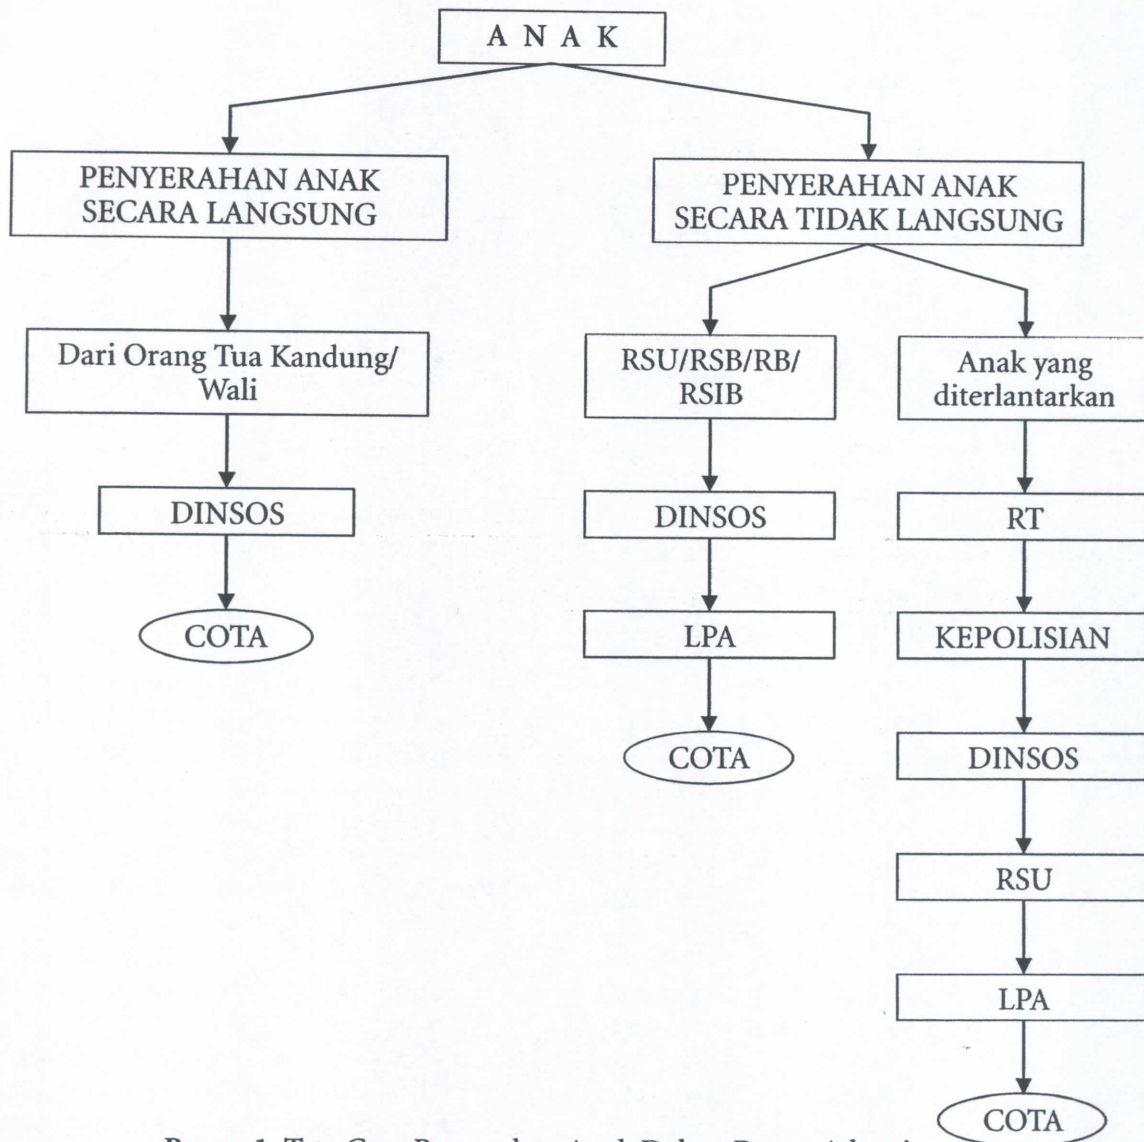 A N A K
PENYERAHAN ANAK
SECARA LANGSUNG
Dari Orang Tua Kandung/
Wali
DINSOS
COTA
PENYERAHAN ANAK
SECARA TIDAK LANGSUNG
RSU/RSB/RB/
RSIB
DINSOS
LPA
COTA
Anak yang
diterlantarkan
RT
KEPOLISIAN
DINSOS
RSU
LPA
COTA